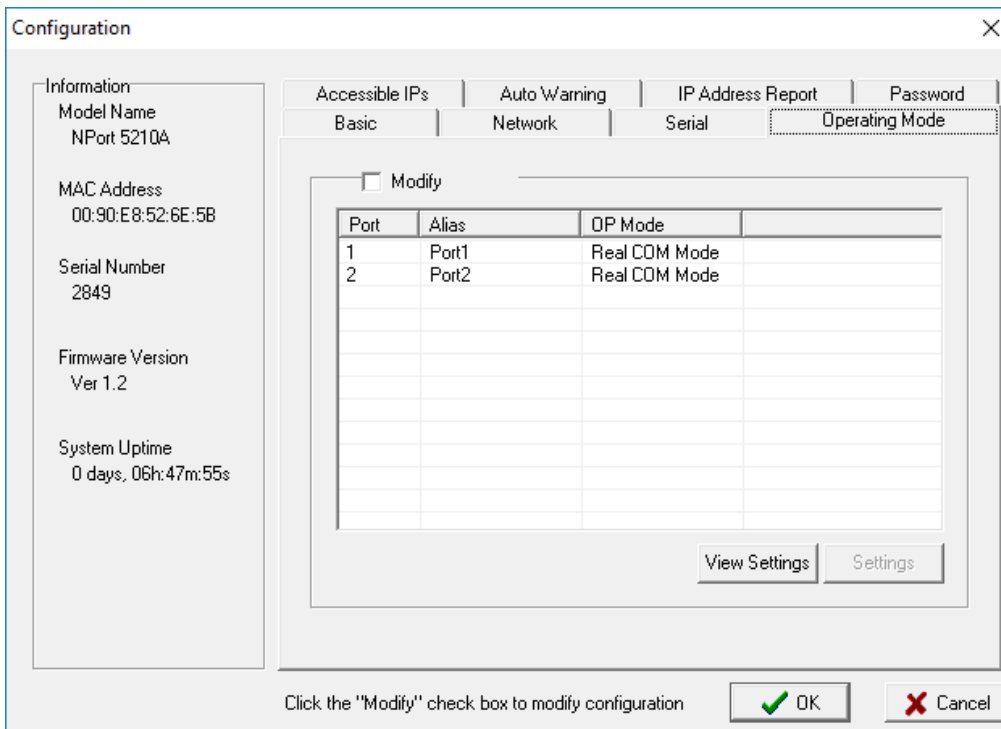 Configuration
Information
Model Name
NPort 5210A
MAC Address
00:90:E8:52:6E:5B
Serial Number
2849
Firmware Version
Ver 1.2
System Uptime
0 days, 06h:47m:55s
Accessible IPs Auto Warning IP Address Report Password
Basic Network Serial Operating Mode
Modify
Port Alias OP Mode
1 Port1 Real COM Mode
2 Port2 Real COM Mode
View Settings Settings
Click the "Modify" check box to modify configuration OK Cancel